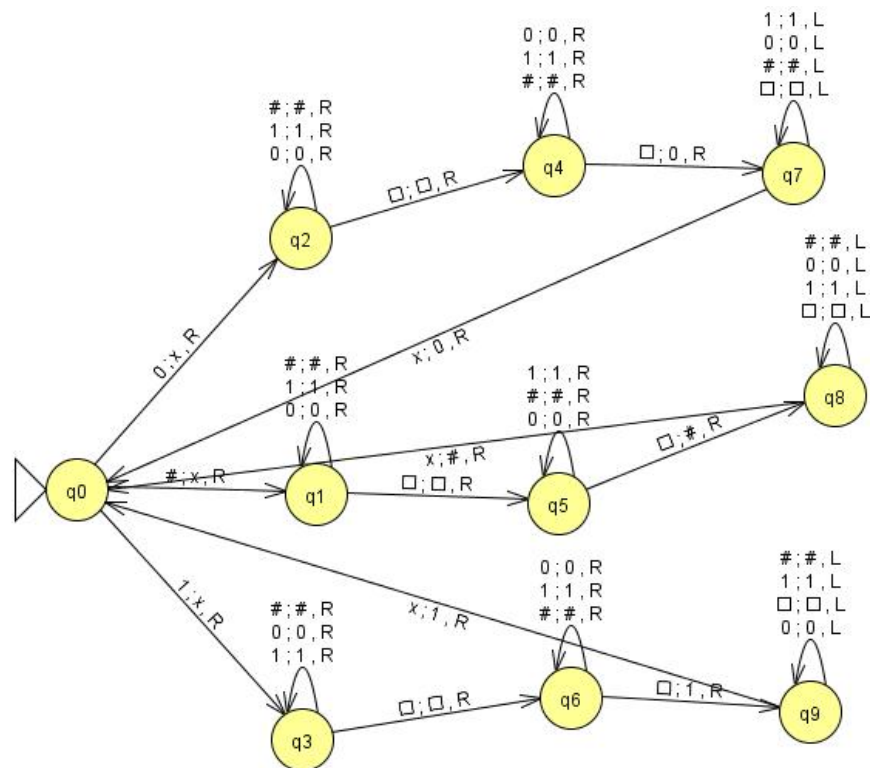 0 ; 0 , R
1 ; 1 , R
# ; # , R
1 ; 1 , L
0 ; 0 , L
# ; # , L
□ ; □ , L
# ; # , R
1 ; 1 , R
0 ; 0 , R
□ ; □ , R
q4
□ ; 0 , R
q7
q2
0 ; x , R
x ; 0 , R
# ; # , L
0 ; 0 , L
1 ; 1 , L
□ ; □ , L
# ; # , R
1 ; 1 , R
0 ; 0 , R
1 ; 1 , R
# ; # , R
0 ; 0 , R
q8
□ ; # , R
x ; # , R
q0
# ; x , R
q1
□ ; □ , R
q5
1 ; x , R
x ; 1 , R
# ; # , R
0 ; 0 , R
1 ; 1 , R
0 ; 0 , R
1 ; 1 , R
# ; # , R
# ; # , L
1 ; 1 , L
□ ; □ , L
0 ; 0 , L
q3
□ ; □ , R
q6
□ ; 1 , R
q9